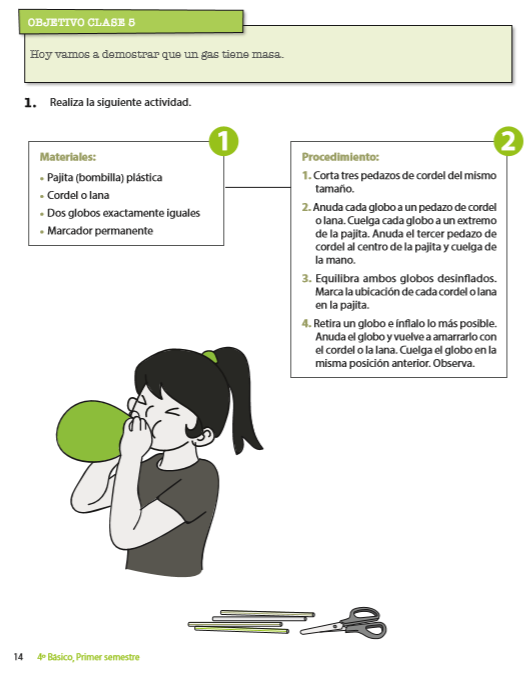 OBJETIVO CLASE 5
Hoy vamos a demostrar que un gas tiene masa.
1. Realiza la siguiente actividad.
1
Materiales:
• Pajita (bombilla) plástica
• Cordel o lana
• Dos globos exactamente iguales
• Marcador permanente
2
Procedimiento:
1. Corta tres pedazos de cordel del mismo
tamaño.
2. Anuda cada globo a un pedazo de cordel
o lana. Cuelga cada globo a un extremo
de la pajita. Anuda el tercer pedazo de
cordel al centro de la pajita y cuelga de
la mano.
3. Equilibra ambos globos desinflados.
Marca la ubicación de cada cordel o lana
en la pajita.
4. Retira un globo e ínflalo lo más posible.
Anuda el globo y vuelve a amarrarlo con
el cordel o la lana. Cuelga el globo en la
misma posición anterior. Observa.
14 4º Básico, Primer semestre